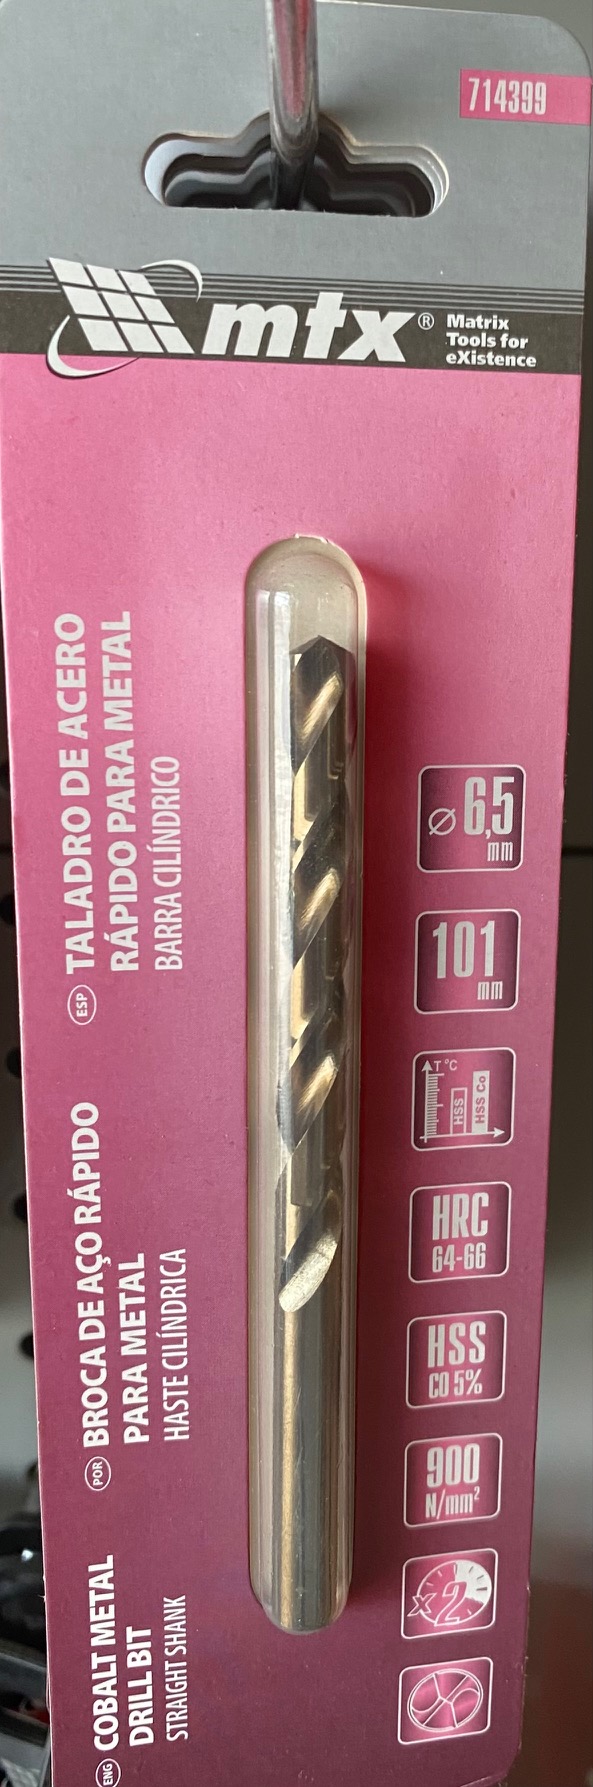 714399
mtx®
Matrix
Tools for
eXistence
ESP
TALADRO DE ACERO
RÁPIDO PARA METAL
BARRA CILÍNDRICO
POR
BROCA DE AÇO RÁPIDO
PARA METAL
HASTE CILÍNDRICA
ENG
COBALT METAL
DRILL BIT
STRAIGHT SHANK
Ø 6,5
mm
101
mm
T °C
HSS
HSS Co
HRC
64-66
HSS
CO 5%
900
N/mm²
x2